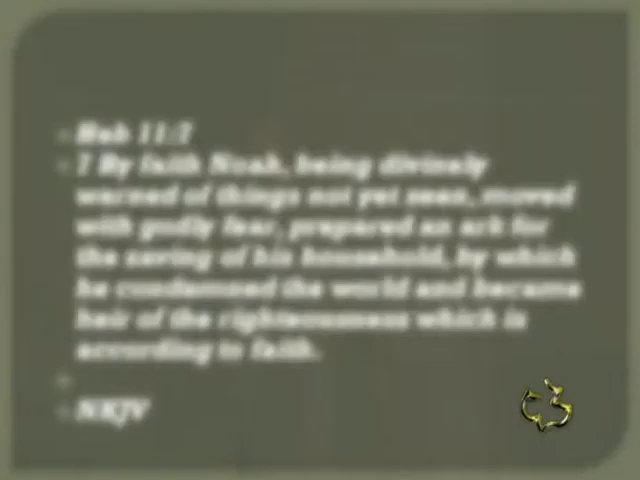 Heb 11:7
7 By faith Noah, being divinely
warned of things not yet seen, moved
with godly fear, prepared an ark for
the saving of his household, by which
he condemned the world and became
heir of the righteousness which is
according to faith.
NKJV